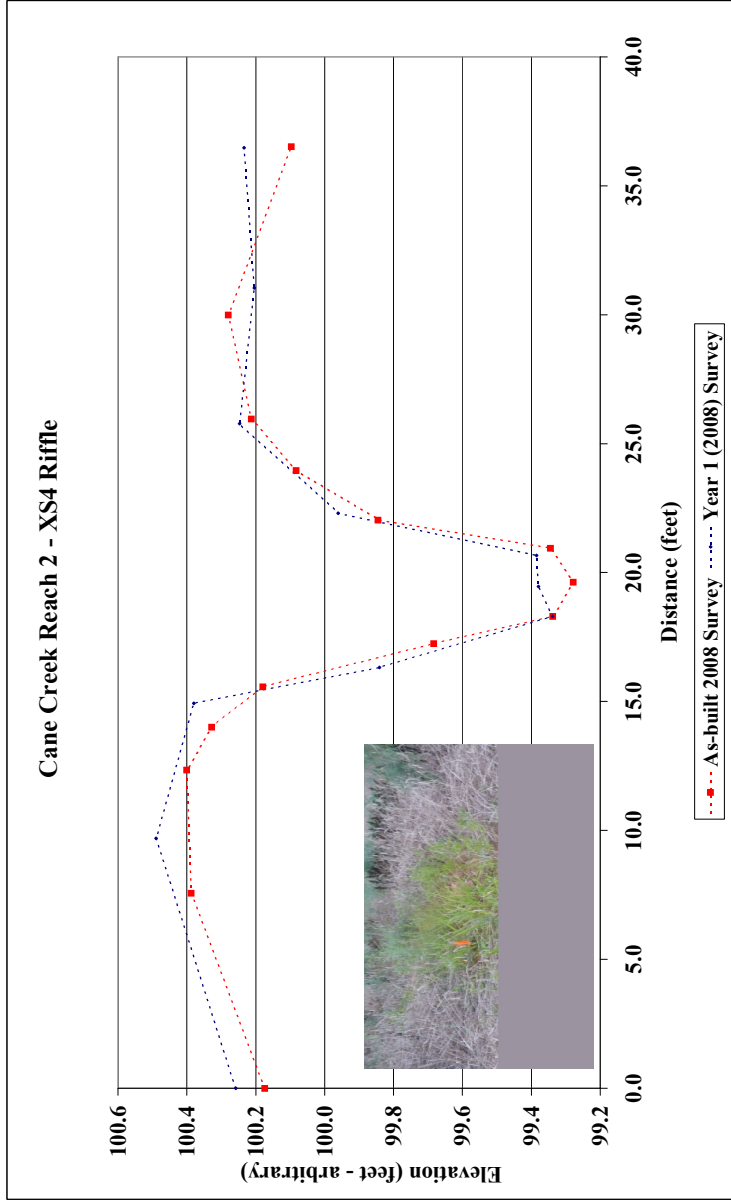 Cane Creek Reach 2 - XS4 Riffle
Elevation (feet - arbitrary)
100.6
100.4
100.2
100.0
99.8
99.6
99.4
99.2
0.0 5.0 10.0 15.0 20.0 25.0 30.0 35.0 40.0
Distance (feet)
As-built 2008 Survey Year 1 (2008) Survey